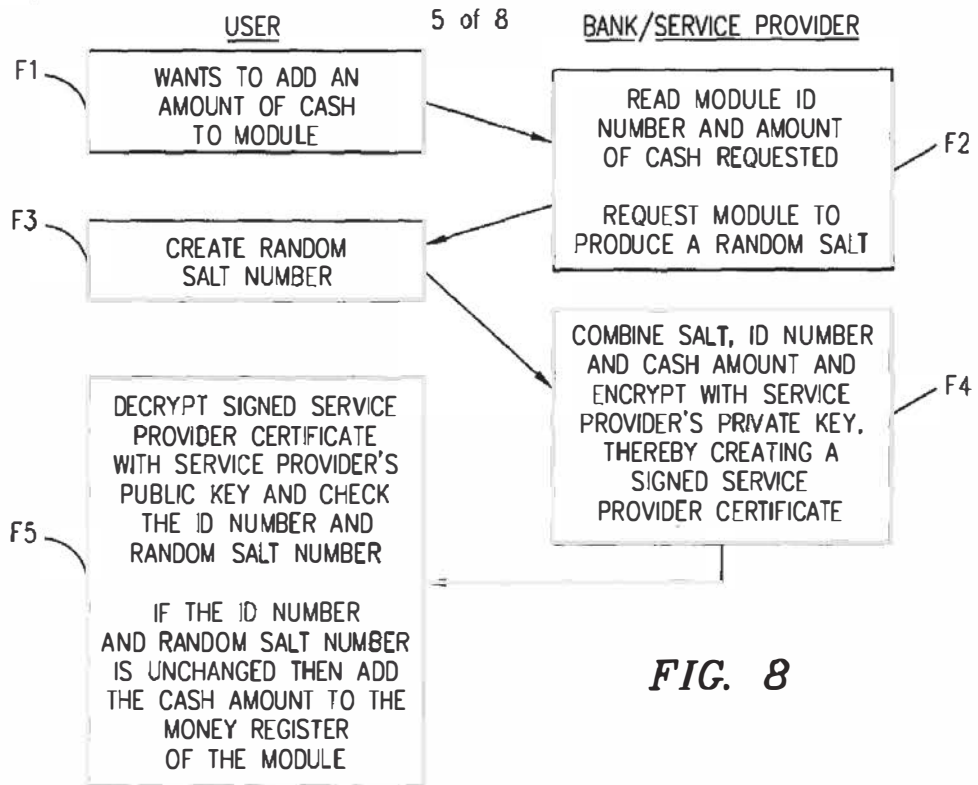 USER
5 of 8
BANK/SERVICE PROVIDER
F1
WANTS TO ADD AN
AMOUNT OF CASH
TO MODULE
READ MODULE ID
NUMBER AND AMOUNT
OF CASH REQUESTED
REQUEST MODULE TO
PRODUCE A RANDOM SALT
F2
F3
CREATE RANDOM
SALT NUMBER
COMBINE SALT, ID NUMBER
AND CASH AMOUNT AND
ENCRYPT WITH SERVICE
PROVIDER'S PRIVATE KEY,
THEREBY CREATING A
SIGNED SERVICE
PROVIDER CERTIFICATE
F4
F5
DECRYPT SIGNED SERVICE
PROVIDER CERTIFICATE
WITH SERVICE PROVIDER'S
PUBLIC KEY AND CHECK
THE ID NUMBER AND
RANDOM SALT NUMBER
IF THE ID NUMBER
AND RANDOM SALT NUMBER
IS UNCHANGED THEN ADD
THE CASH AMOUNT TO THE
MONEY REGISTER
OF THE MODULE
FIG. 8